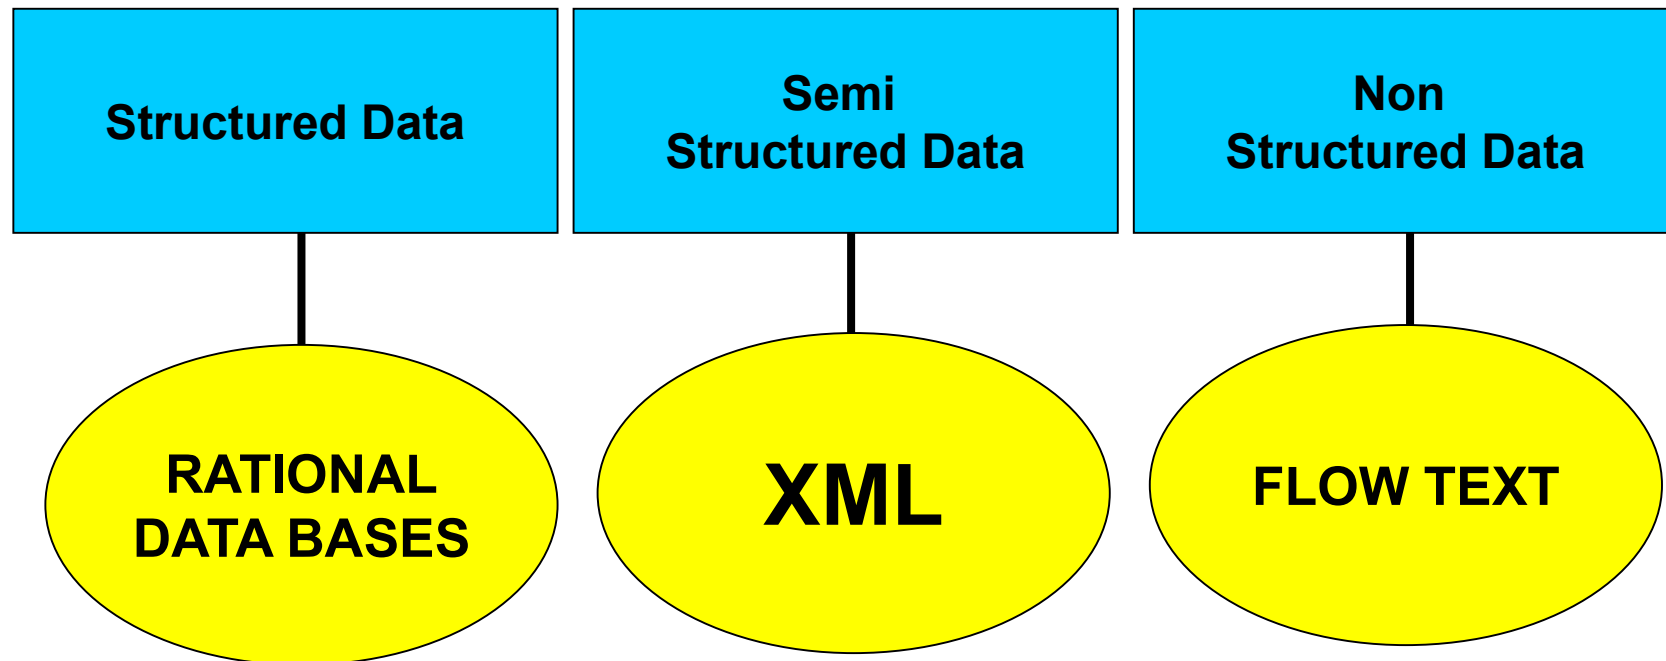 Structured Data
Semi
Structured Data
Non
Structured Data
RATIONAL
DATA BASES
XML
FLOW TEXT